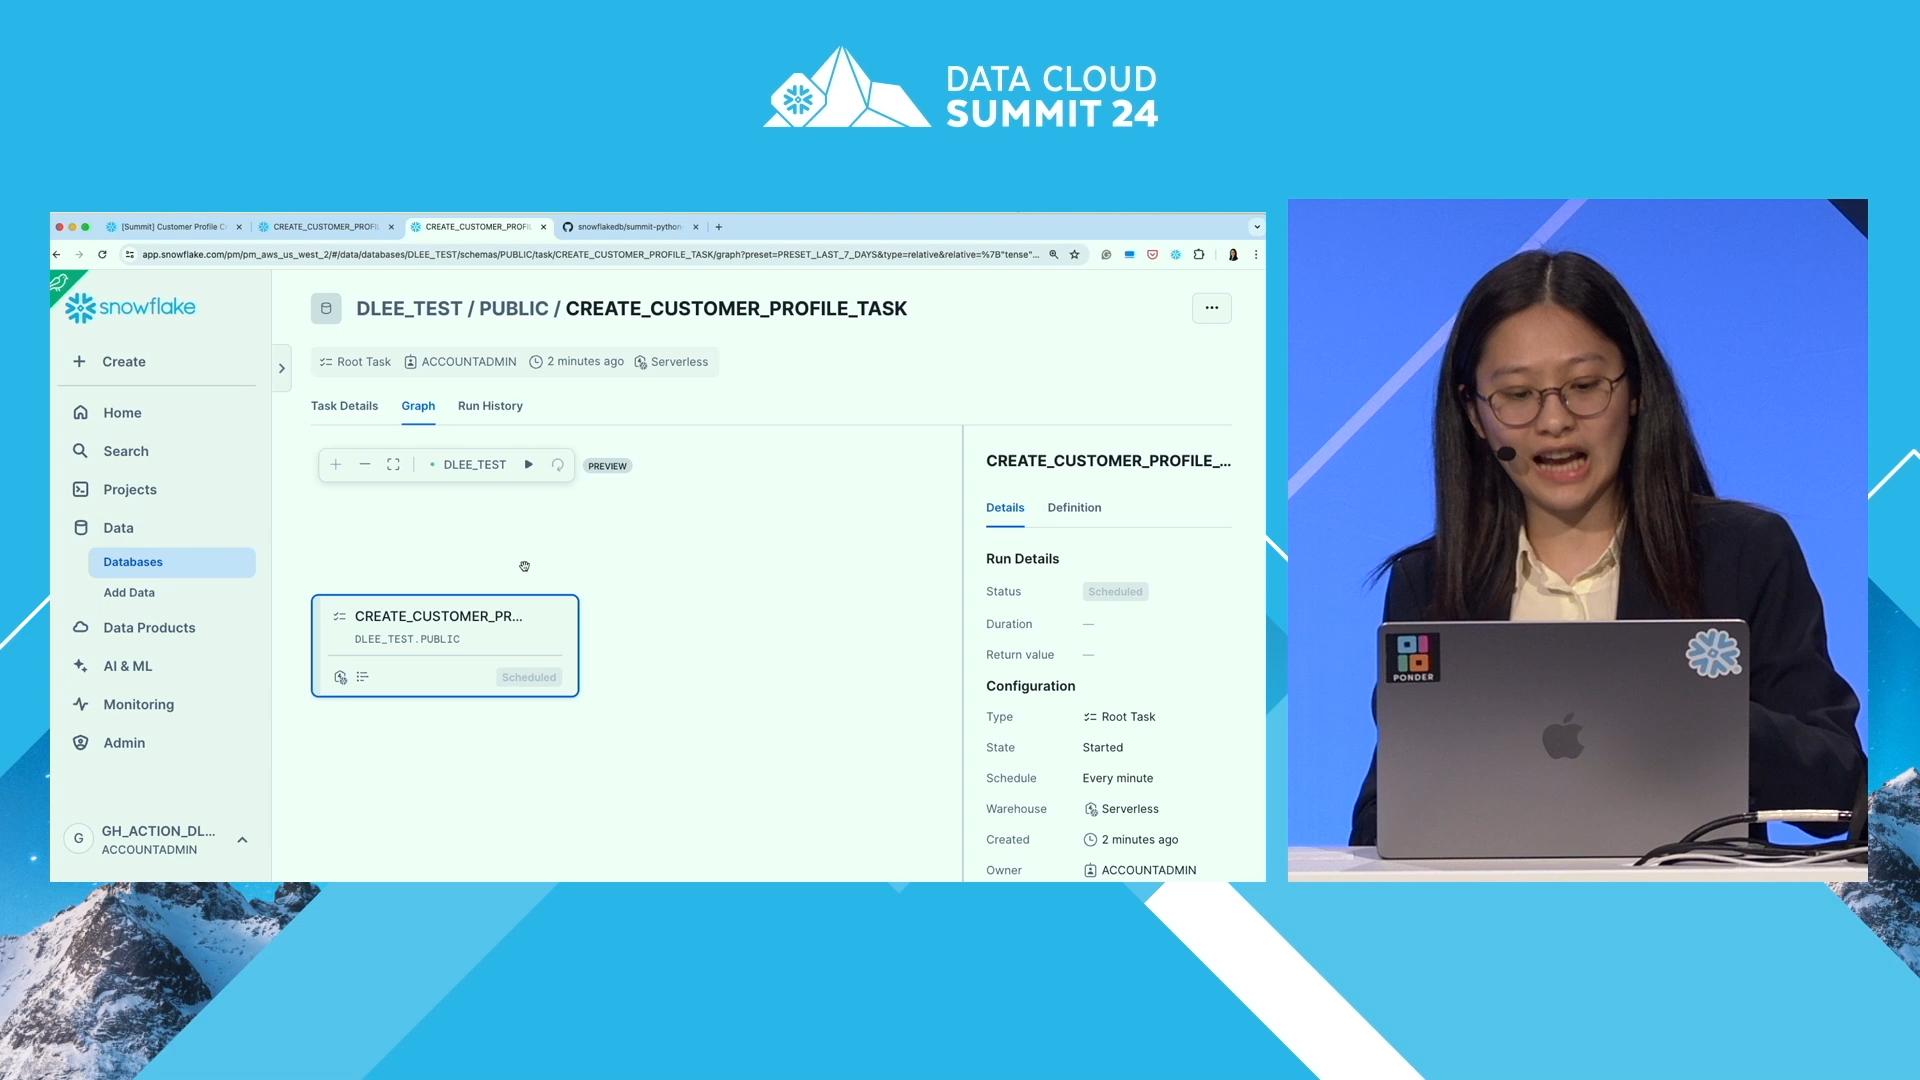 DATA CLOUD
SUMMIT 24
[Summit] Customer Profile C
CREATE_CUSTOMER_PROFIL
CREATE_CUSTOMER_PROFIL
snowflakedb/summit-python-
app.snowflake.com/pm/pm_aws_us_west_2/#/data/databases/DLEE_TEST/schemas/PUBLIC/task/CREATE_CUSTOMER_PROFILE_TASK/graph?preset=PRESET_LAST_7_DAYS&type=relative&relative=%7B"tense"...
snowflake
Create
Home
Search
Projects
Data
Databases
Add Data
Data Products
AI & ML
Monitoring
Admin
G
GH_ACTION_DL...
ACCOUNTADMIN
DLEE_TEST / PUBLIC / CREATE_CUSTOMER_PROFILE_TASK
Root Task ACCOUNTADMIN 2 minutes ago Serverless
Task Details Graph Run History
DLEE_TEST
PREVIEW
CREATE_CUSTOMER_PR...
DLEE_TEST.PUBLIC
Scheduled
CREATE_CUSTOMER_PROFILE_...
Details Definition
Run Details
Status Scheduled
Duration —
Return value —
Configuration
Type Root Task
State Started
Schedule Every minute
Warehouse Serverless
Created 2 minutes ago
Owner ACCOUNTADMIN
PONDER